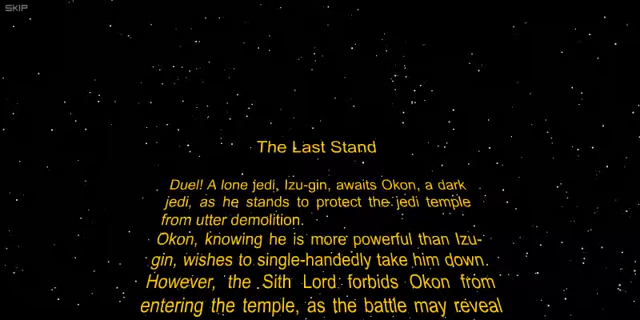 SKIP
The Last Stand
Duel! A lone jedi, Izu-gin, awaits Okon, a dark
jedi, as he stands to protect the jedi temple
from utter demolition.
Okon, knowing he is more powerful than Izu-
gin, wishes to single-handedly take him down.
However, the Sith Lord forbids Okon from
entering the temple, as the battle may reveal